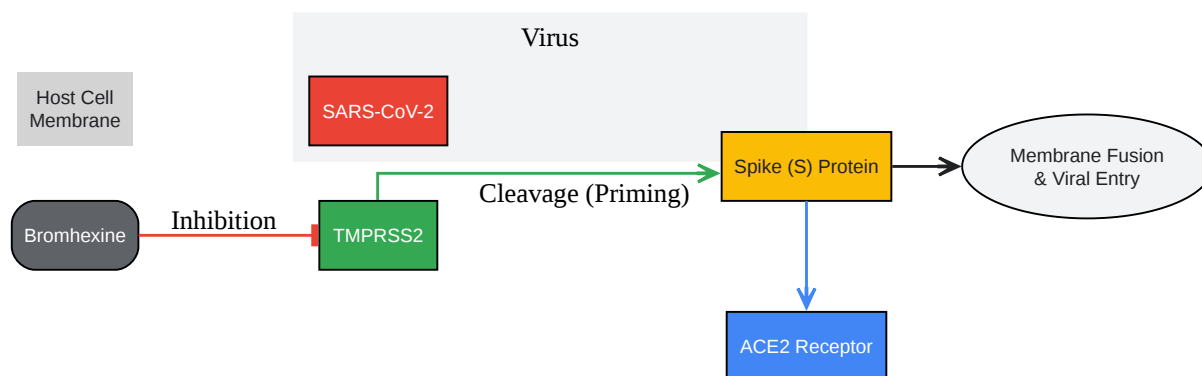 Virus
Host Cell
Membrane
SARS-CoV-2
Spike (S) Protein
Membrane Fusion
& Viral Entry
Cleavage (Priming)
Bromhexine
Inhibition
TMPRSS2
ACE2 Receptor